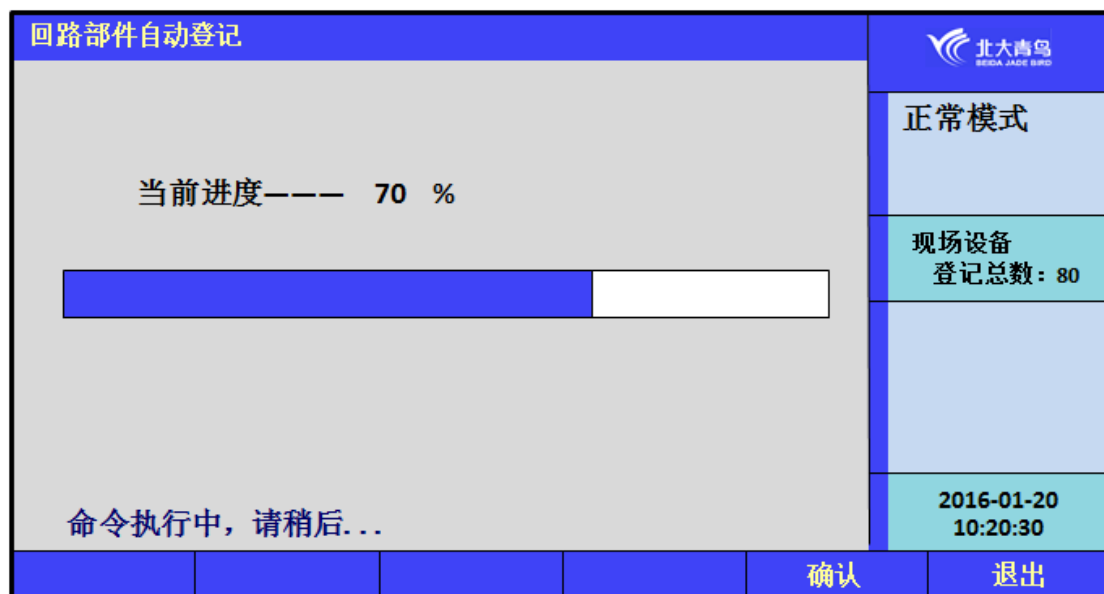 回路部件自动登记
北大青鸟
BEIDA JADE BIRD
正常模式
当前进度——— 70 %
现场设备
登记总数：80
命令执行中，请稍后...
2016-01-20
10:20:30
确认 退出